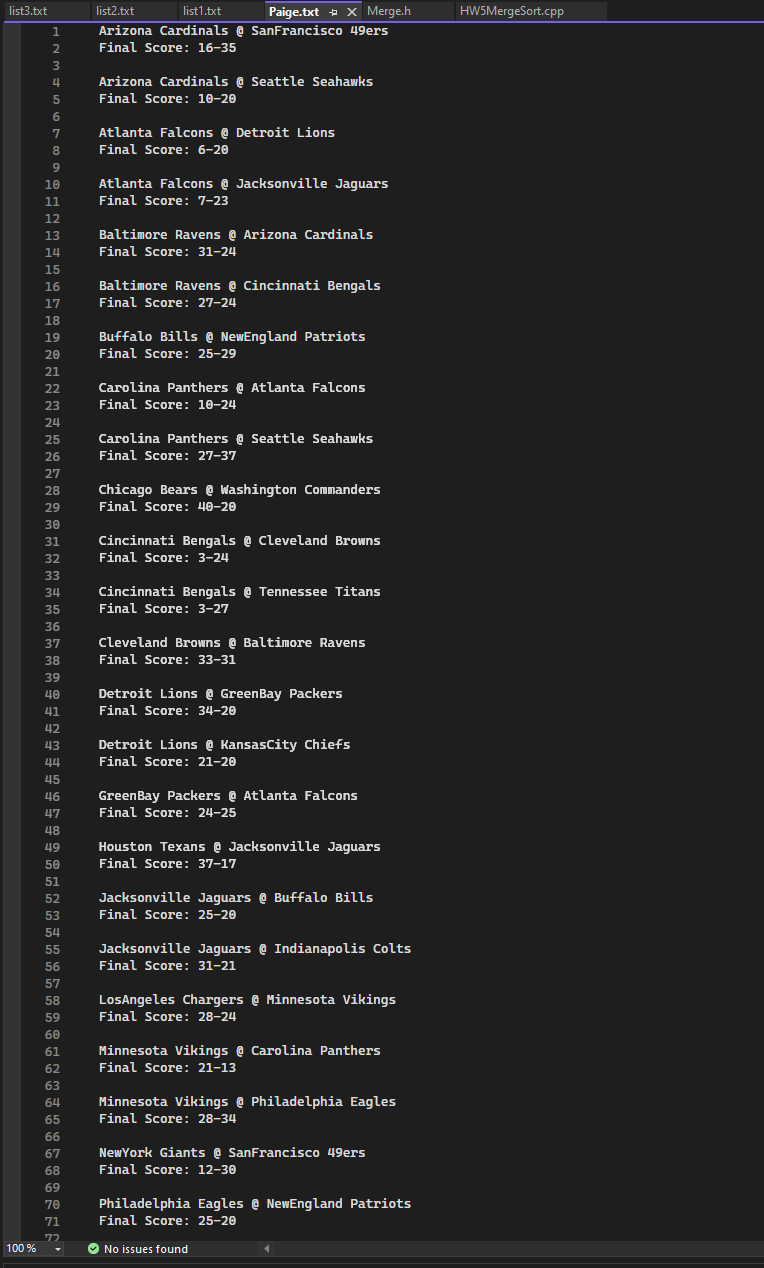 list3.txt list2.txt list1.txt Paige.txt Merge.h HW5MergeSort.cpp
1 Arizona Cardinals @ SanFrancisco 49ers
2 Final Score: 16-35
3
4 Arizona Cardinals @ Seattle Seahawks
5 Final Score: 10-20
6
7 Atlanta Falcons @ Detroit Lions
8 Final Score: 6-20
9
10 Atlanta Falcons @ Jacksonville Jaguars
11 Final Score: 7-23
12
13 Baltimore Ravens @ Arizona Cardinals
14 Final Score: 31-24
15
16 Baltimore Ravens @ Cincinnati Bengals
17 Final Score: 27-24
18
19 Buffalo Bills @ NewEngland Patriots
20 Final Score: 25-29
21
22 Carolina Panthers @ Atlanta Falcons
23 Final Score: 10-24
24
25 Carolina Panthers @ Seattle Seahawks
26 Final Score: 27-37
27
28 Chicago Bears @ Washington Commanders
29 Final Score: 40-20
30
31 Cincinnati Bengals @ Cleveland Browns
32 Final Score: 3-24
33
34 Cincinnati Bengals @ Tennessee Titans
35 Final Score: 3-27
36
37 Cleveland Browns @ Baltimore Ravens
38 Final Score: 33-31
39
40 Detroit Lions @ GreenBay Packers
41 Final Score: 34-20
42
43 Detroit Lions @ KansasCity Chiefs
44 Final Score: 21-20
45
46 GreenBay Packers @ Atlanta Falcons
47 Final Score: 24-25
48
49 Houston Texans @ Jacksonville Jaguars
50 Final Score: 37-17
51
52 Jacksonville Jaguars @ Buffalo Bills
53 Final Score: 25-20
54
55 Jacksonville Jaguars @ Indianapolis Colts
56 Final Score: 31-21
57
58 LosAngeles Chargers @ Minnesota Vikings
59 Final Score: 28-24
60
61 Minnesota Vikings @ Carolina Panthers
62 Final Score: 21-13
63
64 Minnesota Vikings @ Philadelphia Eagles
65 Final Score: 28-34
66
67 NewYork Giants @ SanFrancisco 49ers
68 Final Score: 12-30
69
70 Philadelphia Eagles @ NewEngland Patriots
71 Final Score: 25-20
72
100 % No issues found